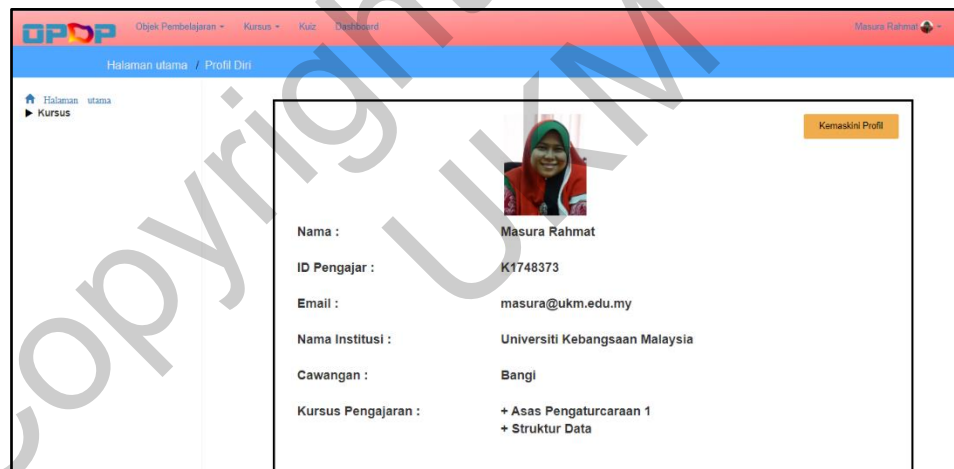 OPOP
Objek Pembelajaran Kursus Kuiz Dashboard Masura Rahmat
Halaman utama / Profil Diri
Halaman utama
Kursus
Kemaskini Profil
Nama : Masura Rahmat
ID Pengajar : K1748373
Email : masura@ukm.edu.my
Nama Institusi : Universiti Kebangsaan Malaysia
Cawangan : Bangi
Kursus Pengajaran : + Asas Pengaturcaraan 1
+ Struktur Data
Copyright
UKM